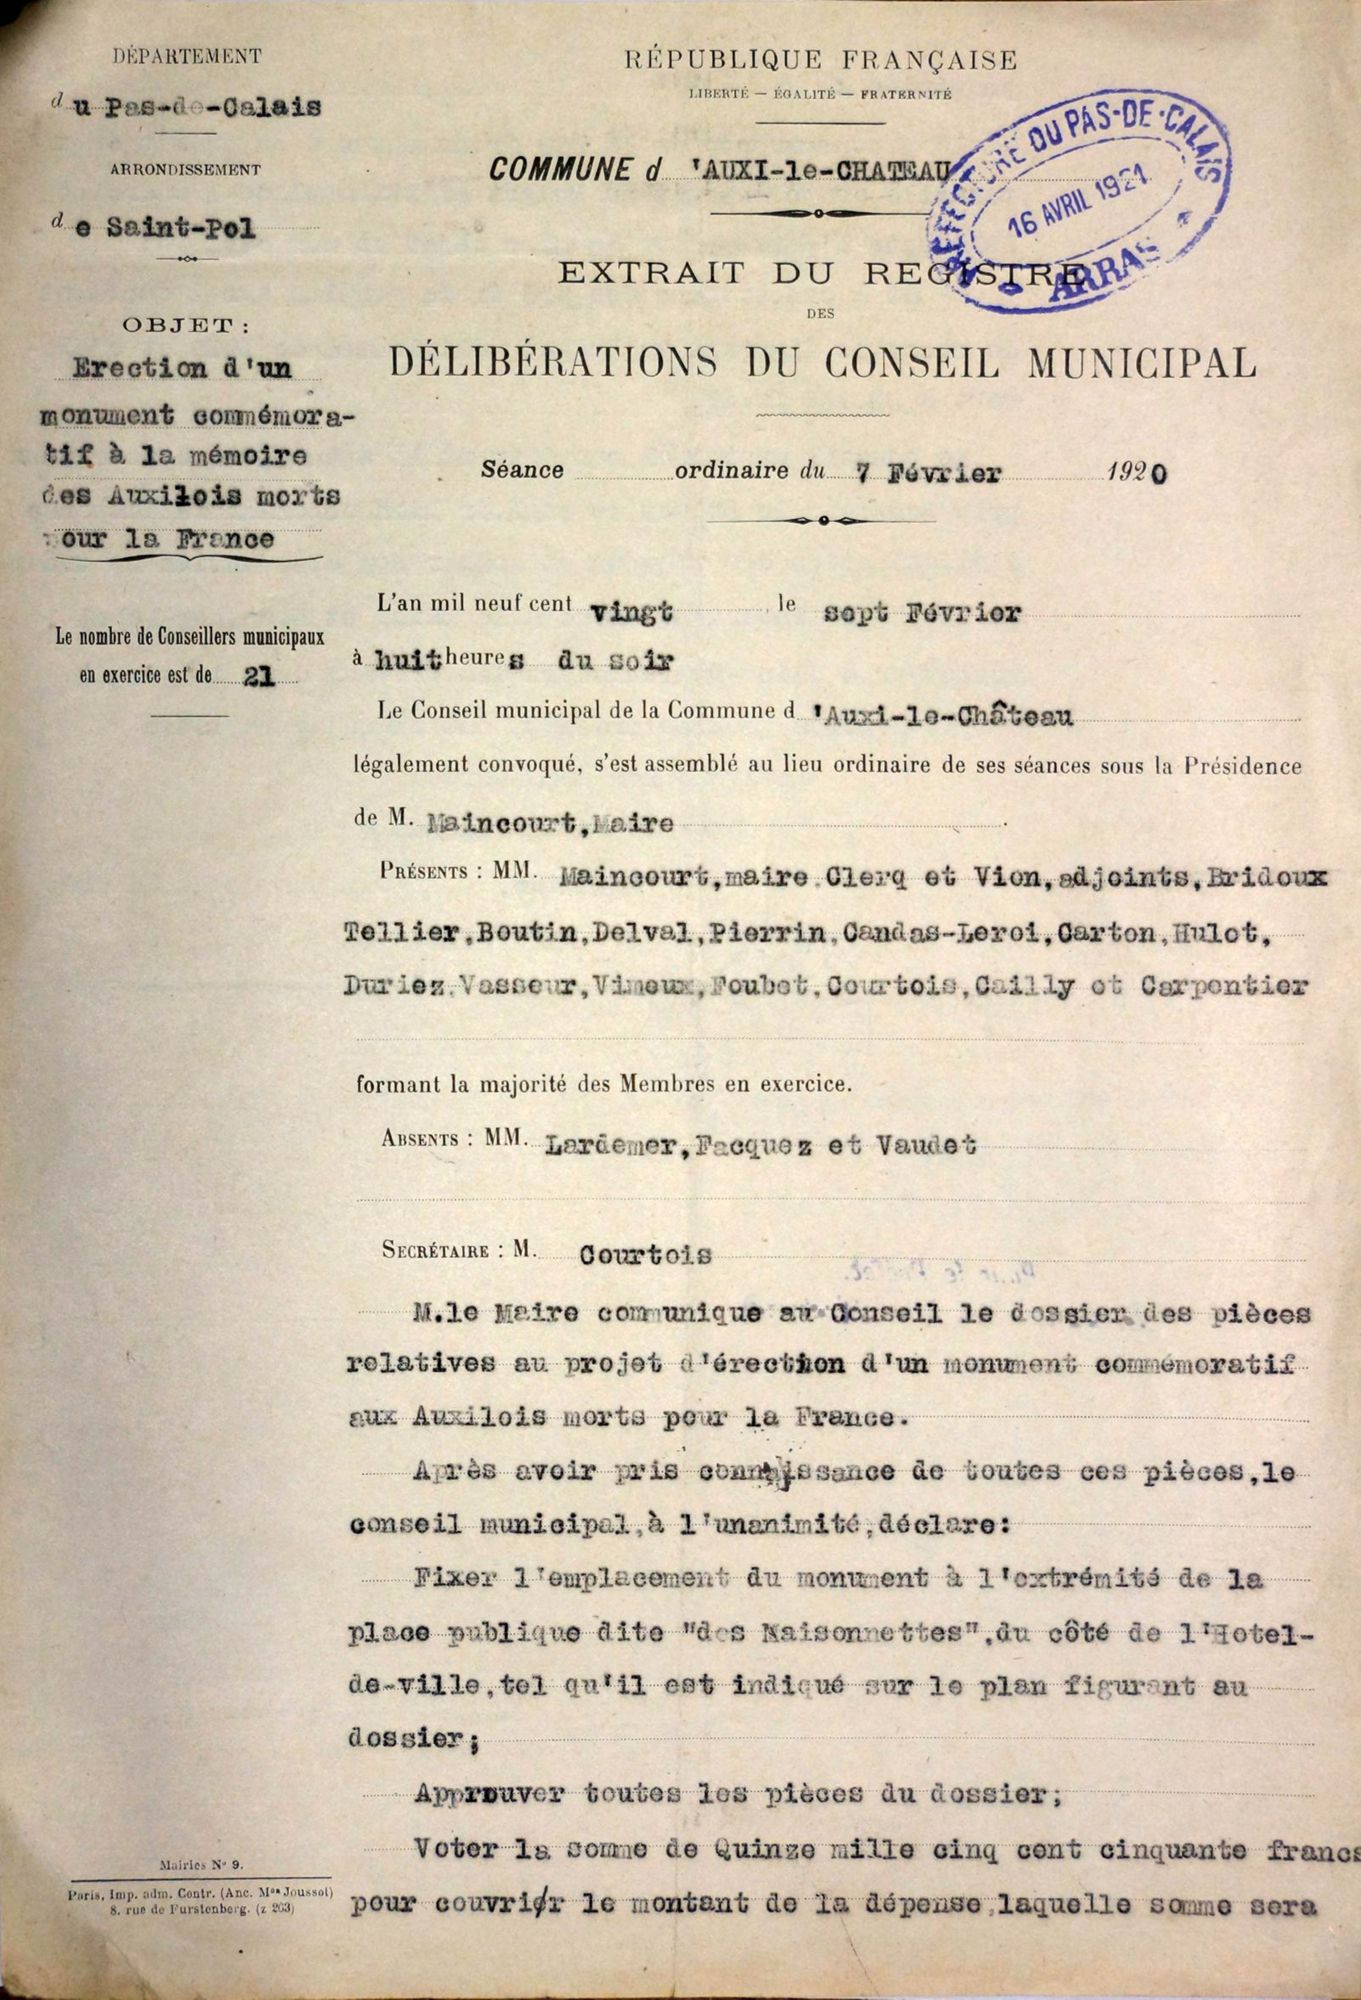 DÉPARTEMENT
du Pas-de-Calais
ARRONDISSEMENT
de Saint-Pol
OBJET :
Erection d'un
monument commémora-
tif à la mémoire
des Auxilois morts
pour la France
Le nombre de Conseillers municipaux
en exercice est de 21
RÉPUBLIQUE FRANÇAISE
LIBERTÉ — ÉGALITÉ — FRATERNITÉ
COMMUNE d'AUXI-le-CHATEAU
PRÉFECTURE DU PAS-DE-CALAIS
16 AVRIL 1921
ARRAS
EXTRAIT DU REGISTRE
DES
DÉLIBÉRATIONS DU CONSEIL MUNICIPAL
Séance ordinaire du 7 Février 1920
L'an mil neuf cent vingt, le sept Février
à huit heures du soir
Le Conseil municipal de la Commune d'Auxi-le-Château
légalement convoqué, s'est assemblé au lieu ordinaire de ses séances sous la Présidence
de M. Maincourt,Maire
PRÉSENTS : MM. Maincourt,maire.Clerq et Vion,adjoints,Bridoux
Tellier,Boutin,Delval,Pierrin,Candas-Leroi,Carton,Hulot,
Duriez,Vasseur,Vimeux,Foubet,Courtois,Cailly et Carpentier
formant la majorité des Membres en exercice.
ABSENTS : MM. Lardemer,Facquez et Vaudet
SECRÉTAIRE : M. Courtois
M.le Maire communique au Conseil le dossier des pièces
relatives au projet d'érection d'un monument commémoratif
aux Auxilois morts pour la France.
Après avoir pris connaissance de toutes ces pièces,le
conseil municipal,à l'unanimité,déclare:
Fixer l'emplacement du monument à l'extrémité de la
place publique dite "des Maisonnettes",du côté de l'Hotel-
de-ville,tel qu'il est indiqué sur le plan figurant au
dossier;
Approuver toutes les pièces du dossier;
Voter la somme de Quinze mille cinq cent cinquante francs
pour couvrir le montant de la dépense,laquelle somme sera
Mairies N° 9.
Paris, Imp. adm. Contr. (Anc. Mon Joussot)
8, rue de Furstenberg. (z 263)